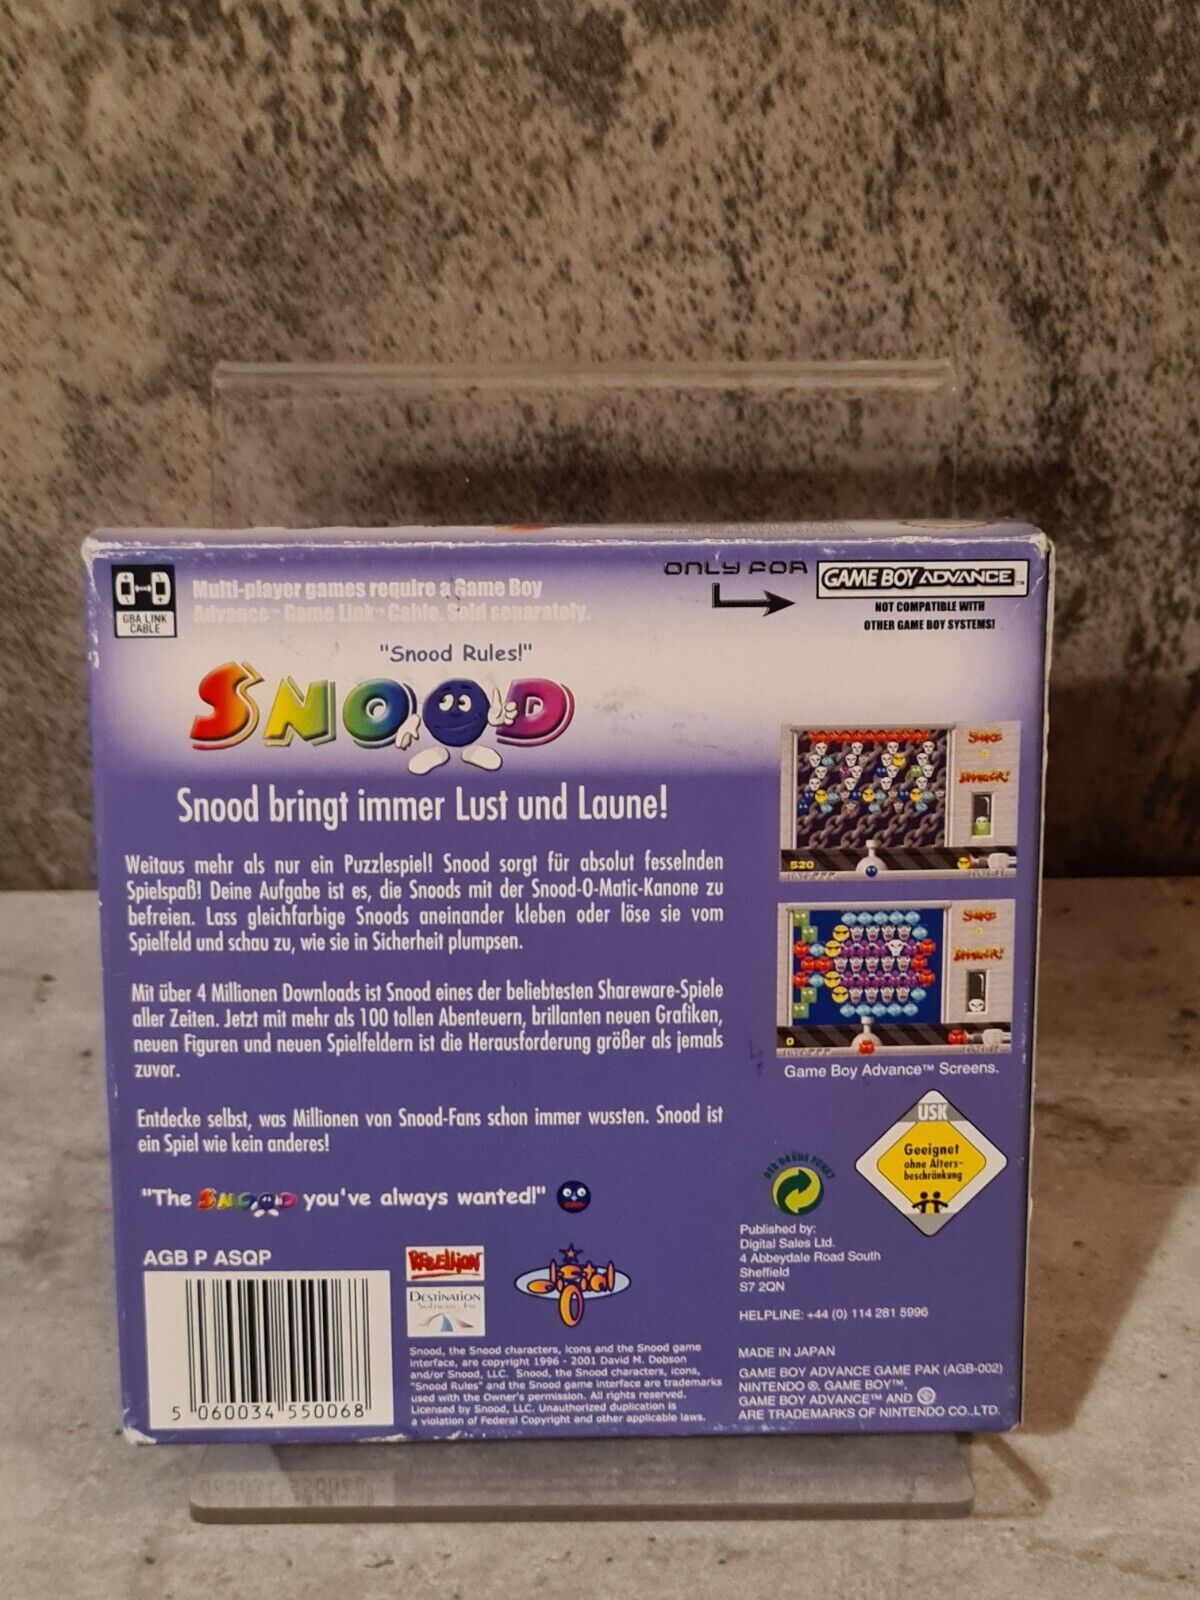 GBA LINK
CABLE
Multi-player games require a Game Boy
Advance™ Game Link™ Cable. Sold separately.
ONLY FOR
GAME BOY ADVANCE™
NOT COMPATIBLE WITH
OTHER GAME BOY SYSTEMS!
"Snood Rules!"
SNOOD
Snood bringt immer Lust und Laune!
Weitaus mehr als nur ein Puzzlespiel! Snood sorgt für absolut fesselnden
Spielspaß! Deine Aufgabe ist es, die Snoods mit der Snood-O-Matic-Kanone zu
befreien. Lass gleichfarbige Snoods aneinander kleben oder löse sie vom
Spielfeld und schau zu, wie sie in Sicherheit plumpsen.
Mit über 4 Millionen Downloads ist Snood eines der beliebtesten Shareware-Spiele
aller Zeiten. Jetzt mit mehr als 100 tollen Abenteuern, brillanten neuen Grafiken,
neuen Figuren und neuen Spielfeldern ist die Herausforderung größer als jemals
zuvor.
Entdecke selbst, was Millionen von Snood-Fans schon immer wussten. Snood ist
ein Spiel wie kein anderes!
"The SNOOD you've always wanted!"
520
0
Game Boy Advance™ Screens.
USK
Geeignet
ohne Alters-
beschränkung
DER GRÜNE PUNKT
AGB P ASQP
5 060034 550068
REBELLION
DESTINATION
Software, Inc
digital
Snood, the Snood characters, icons and the Snood game
interface, are copyright 1996 - 2001 David M. Dobson
and/or Snood, LLC. Snood, the Snood characters, icons,
"Snood Rules" and the Snood game interface are trademarks
used with the Owner's permission. All rights reserved.
Licensed by Snood, LLC. Unauthorized duplication is
a violation of Federal Copyright and other applicable laws.
Published by:
Digital Sales Ltd.
4 Abbeydale Road South
Sheffield
S7 2QN
HELPLINE: +44 (0) 114 281 5996
MADE IN JAPAN
GAME BOY ADVANCE GAME PAK (AGB-002)
NINTENDO ®, GAME BOY™,
GAME BOY ADVANCE™ AND
ARE TRADEMARKS OF NINTENDO CO.,LTD.